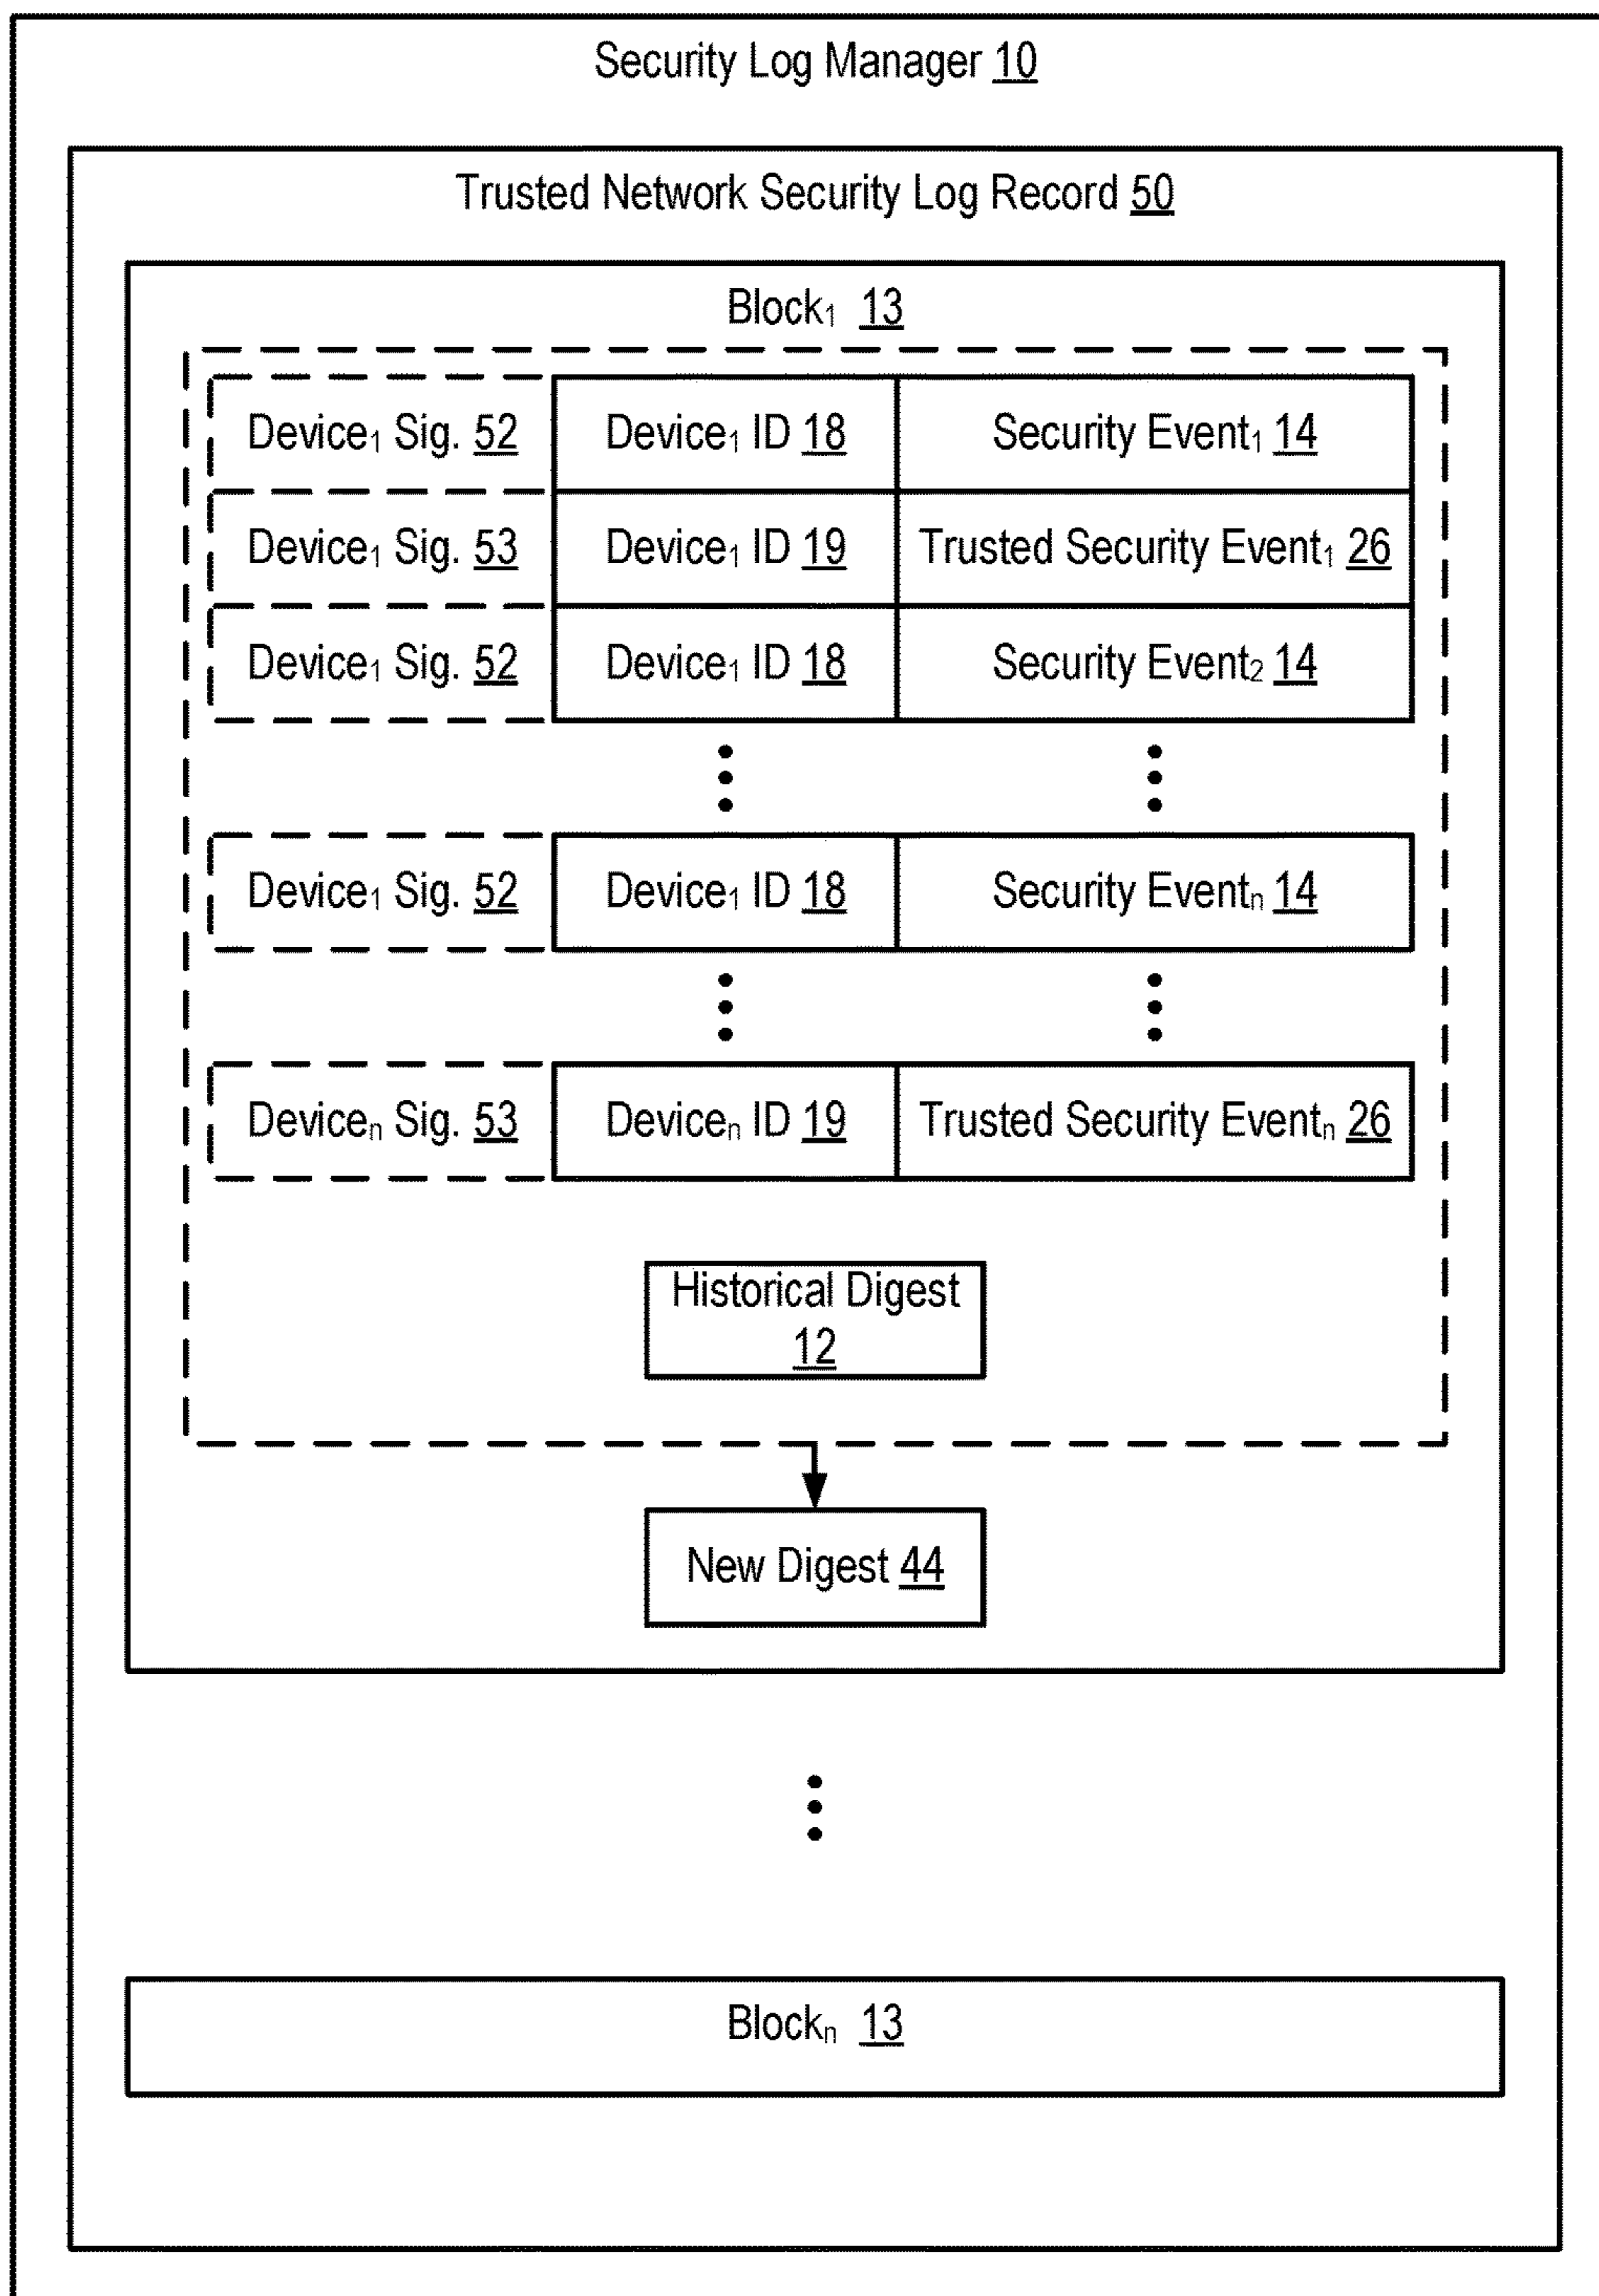 Security Log Manager 10
Trusted Network Security Log Record 50
Block₁ 13
Device₁ Sig. 52 Device₁ ID 18 Security Event₁ 14
Device₁ Sig. 53 Device₁ ID 19 Trusted Security Event₁ 26
Device₁ Sig. 52 Device₁ ID 18 Security Event₂ 14
Device₁ Sig. 52 Device₁ ID 18 Security Eventₙ 14
Deviceₙ Sig. 53 Deviceₙ ID 19 Trusted Security Eventₙ 26
Historical Digest
12
New Digest 44
Blockₙ 13